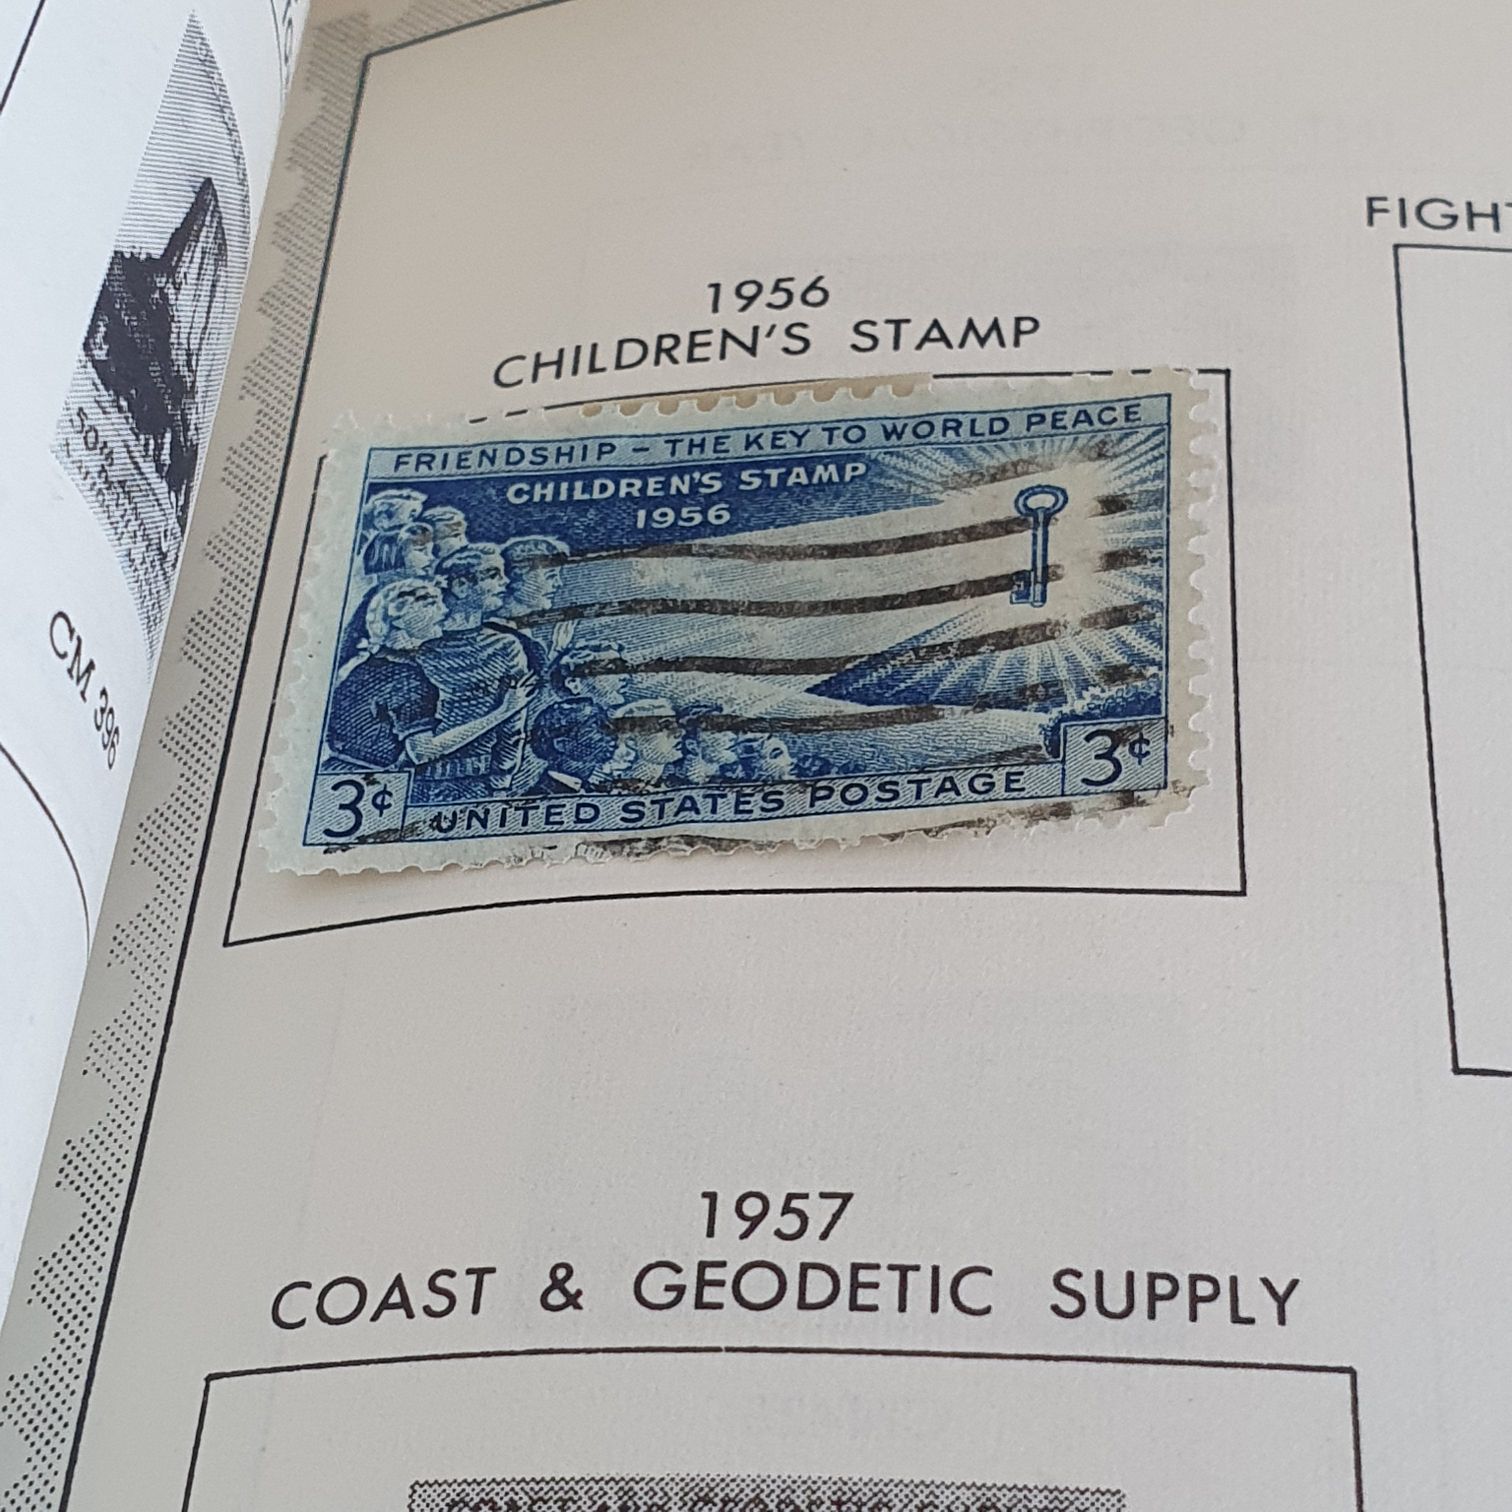 CM 396
FIGHT
1956
CHILDREN'S STAMP
FRIENDSHIP – THE KEY TO WORLD PEACE
CHILDREN'S STAMP
1956
3¢
UNITED STATES POSTAGE
3¢
1957
COAST & GEODETIC SUPPLY